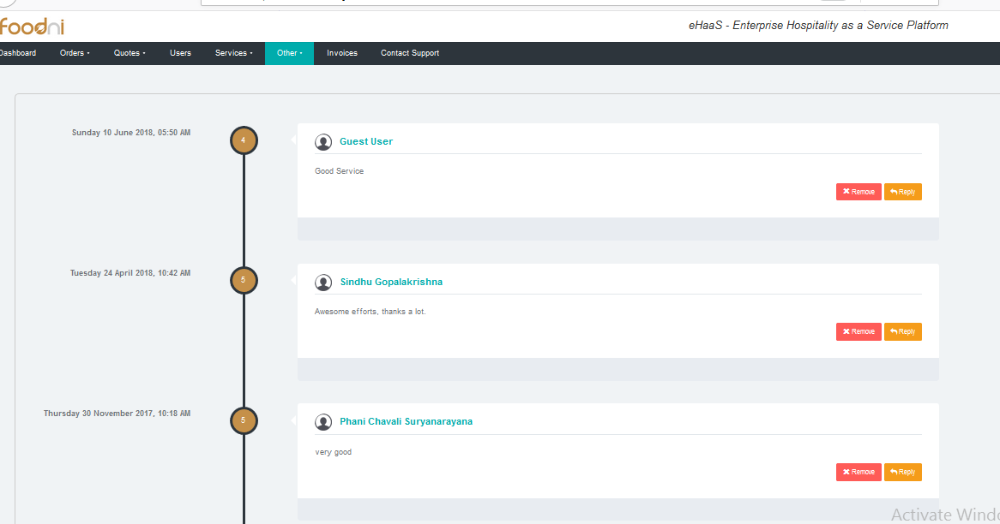 foodni
eHaaS - Enterprise Hospitality as a Service Platform
Dashboard Orders Quotes Users Services Other Invoices Contact Support
Sunday 10 June 2018, 05:50 AM
4
Guest User
Good Service
Remove Reply
Tuesday 24 April 2018, 10:42 AM
5
Sindhu Gopalakrishna
Awesome efforts, thanks a lot.
Remove Reply
Thursday 30 November 2017, 10:18 AM
5
Phani Chavali Suryanarayana
very good
Remove Reply
Activate Windo